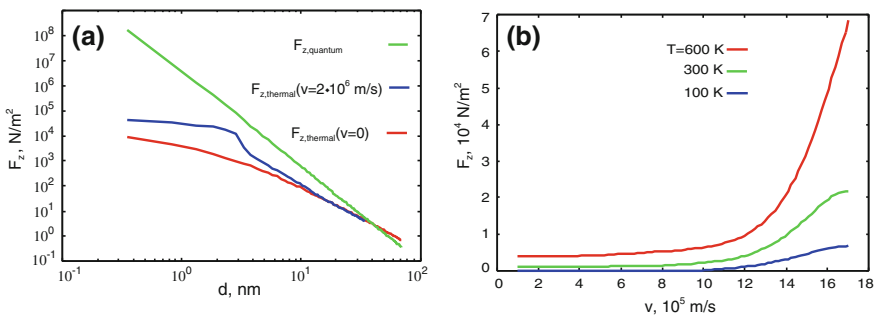 (a)
F_z,quantum
F_z,thermal(v=2·10^6 m/s)
F_z,thermal(v=0)
F_z, N/m^2
10^8
10^7
10^6
10^5
10^4
10^3
10^2
10^1
10^0
10^-1
10^-1
10^0
10^1
10^2
d, nm
(b)
T=600 K
300 K
100 K
F_z, 10^4 N/m^2
7
6
5
4
3
2
1
0
0 2 4 6 8 10 12 14 16 18
v, 10^5 m/s